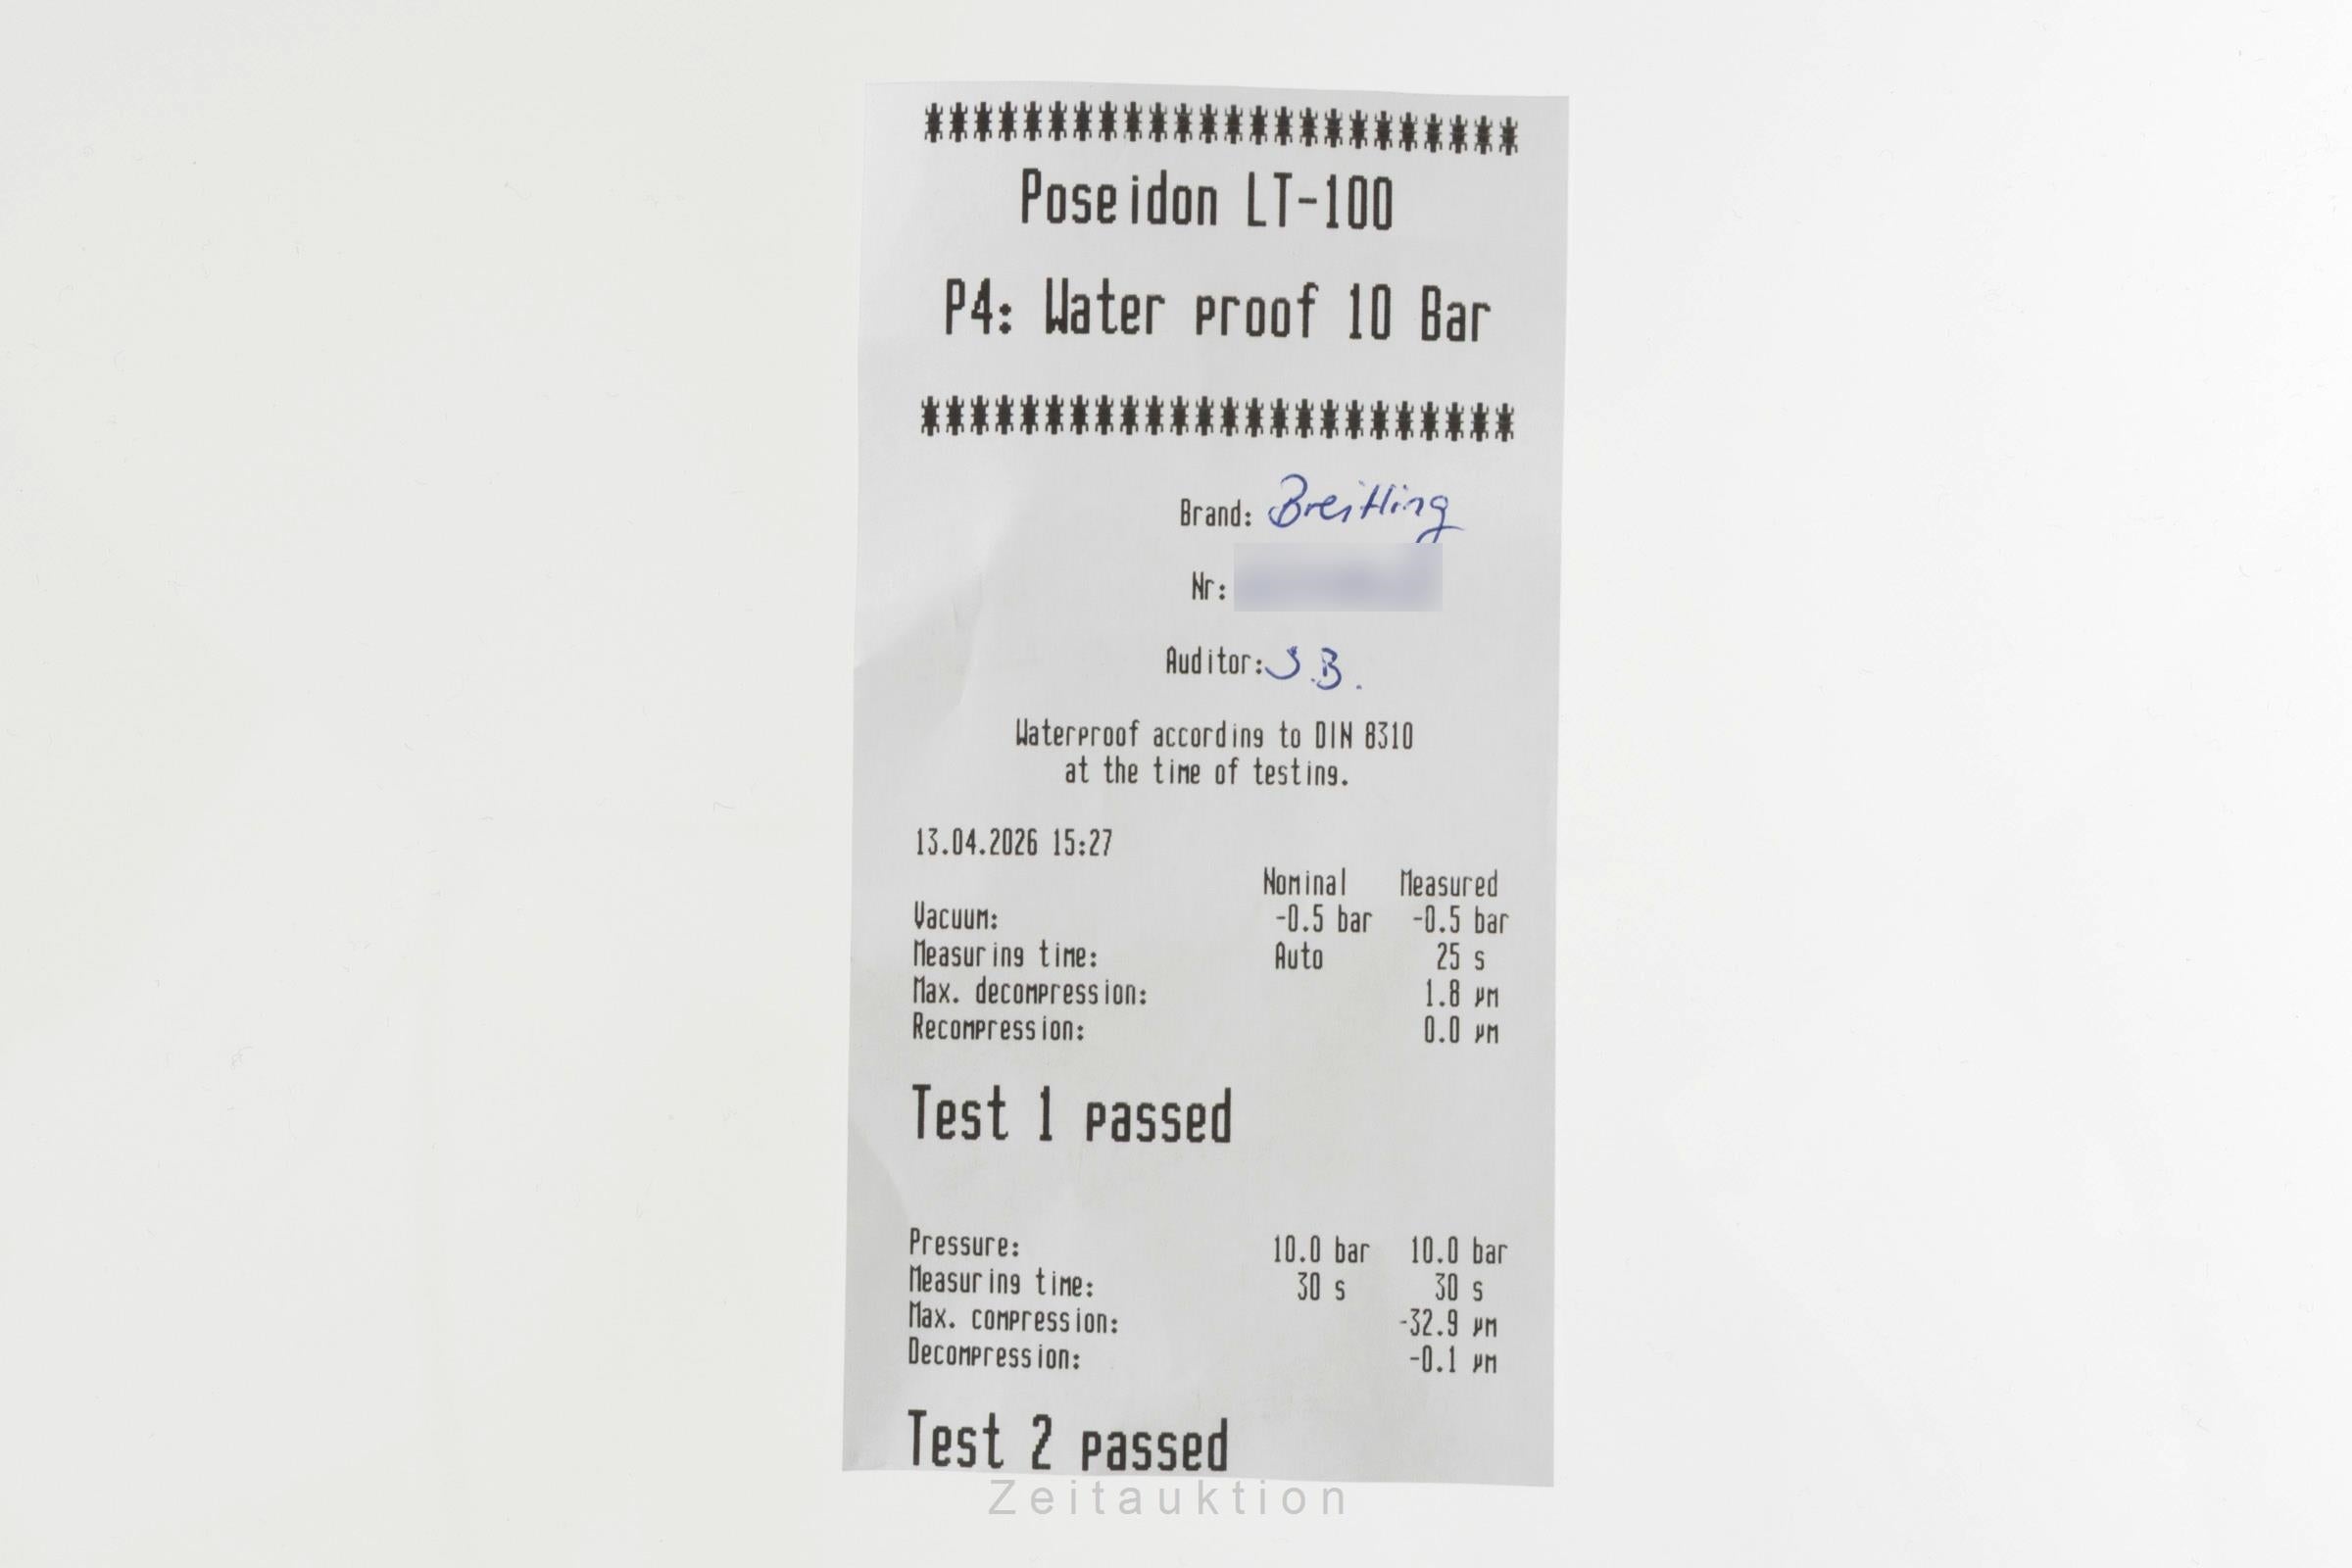 ************************
Poseidon LT-100
P4: Water proof 10 Bar
************************
Brand: Breitling
Nr:
Auditor: S.B.
Waterproof according to DIN 8310
at the time of testing.
13.04.2026 15:27
Nominal Measured
Vacuum: -0.5 bar -0.5 bar
Measuring time: Auto 25 s
Max. decompression: 1.8 µm
Recompression: 0.0 µm
Test 1 passed
Pressure: 10.0 bar 10.0 bar
Measuring time: 30 s 30 s
Max. compression: -32.9 µm
Decompression: -0.1 µm
Test 2 passed
Zeitauktion